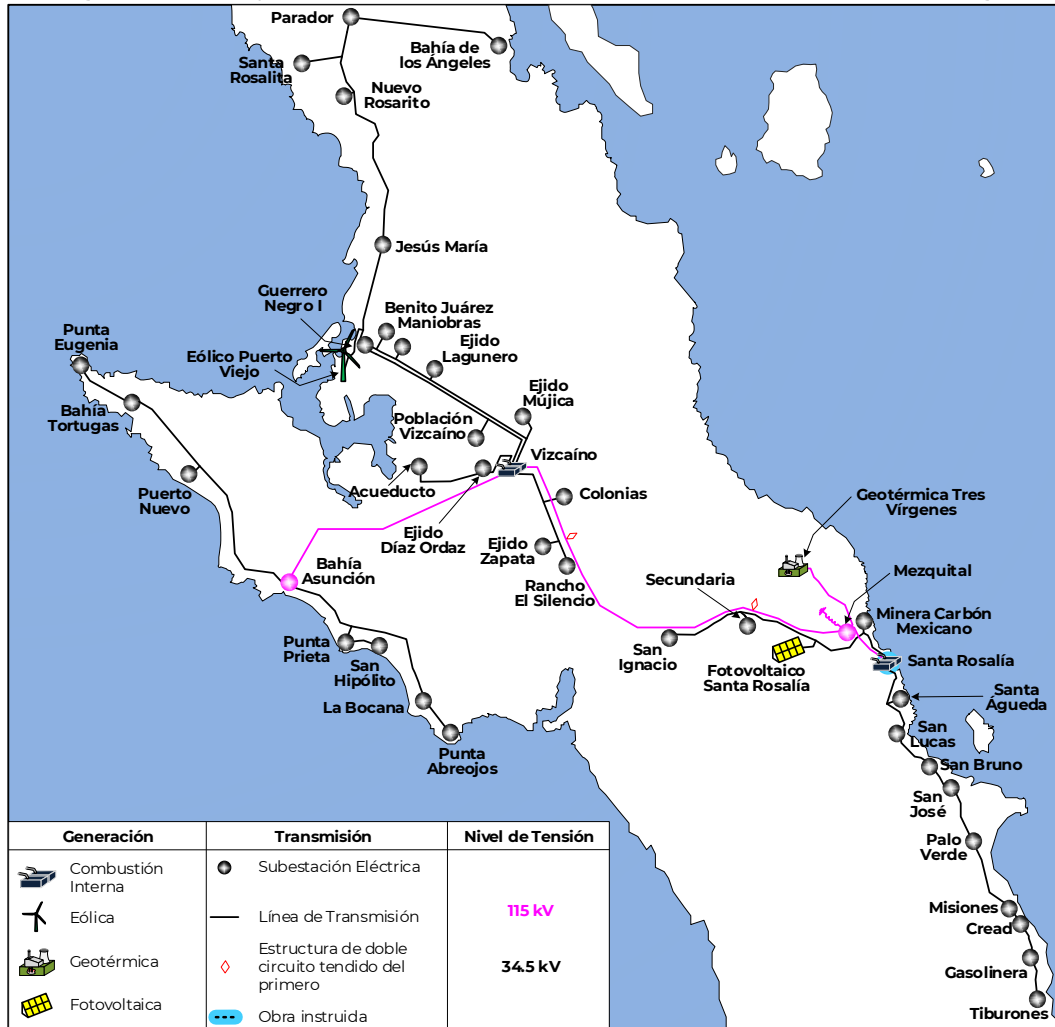 Parador
Bahía de
los Ángeles
Santa
Rosalita
Nuevo
Rosarito
Jesús María
Guerrero
Negro I
Benito Juárez
Maniobras
Ejido
Lagunero
Punta
Eugenia
Eólico Puerto
Viejo
Ejido
Mújica
Bahía
Tortugas
Población
Vizcaíno
Vizcaíno
Acueducto
Puerto
Nuevo
Colonias
Geotérmica Tres
Vírgenes
Ejido
Díaz Ordaz
Ejido
Zapata
Bahía
Asunción
Rancho
El Silencio
Secundaria
Mezquital
Minera Carbón
Mexicano
Punta
Prieta
San
Hipólito
San
Ignacio
Fotovoltaico
Santa Rosalía
Santa Rosalía
La Bocana
Santa
Águeda
San
Lucas
Punta
Abreojos
San Bruno
San
José
Palo
Verde
Misiones
Cread
Gasolinera
Tiburones
Generación
Transmisión
Nivel de Tensión
Combustión
Interna
Subestación Eléctrica
Eólica
Línea de Transmisión
115 kV
Geotérmica
Estructura de doble
circuito tendido del
primero
34.5 kV
Fotovoltaica
Obra instruida